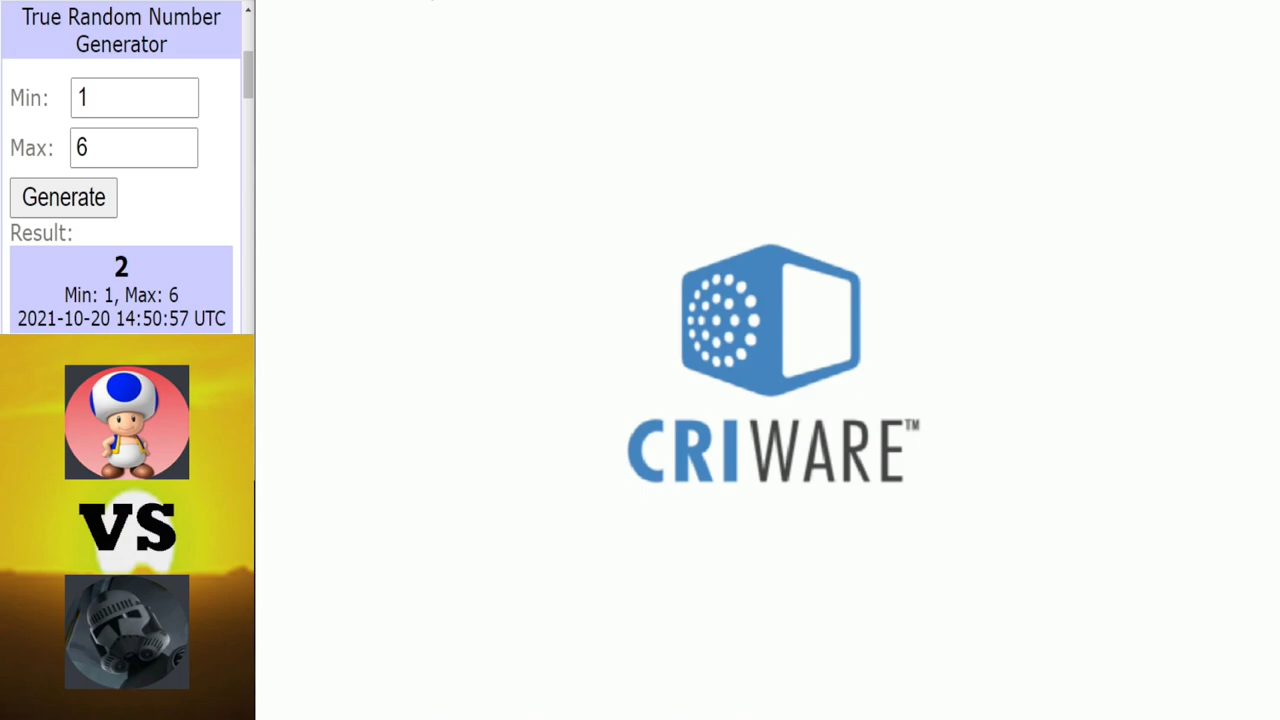 True Random Number
Generator
Min: 1
Max: 6
Generate
Result:
2
Min: 1, Max: 6
2021-10-20 14:50:57 UTC
vs
CRIWARE™